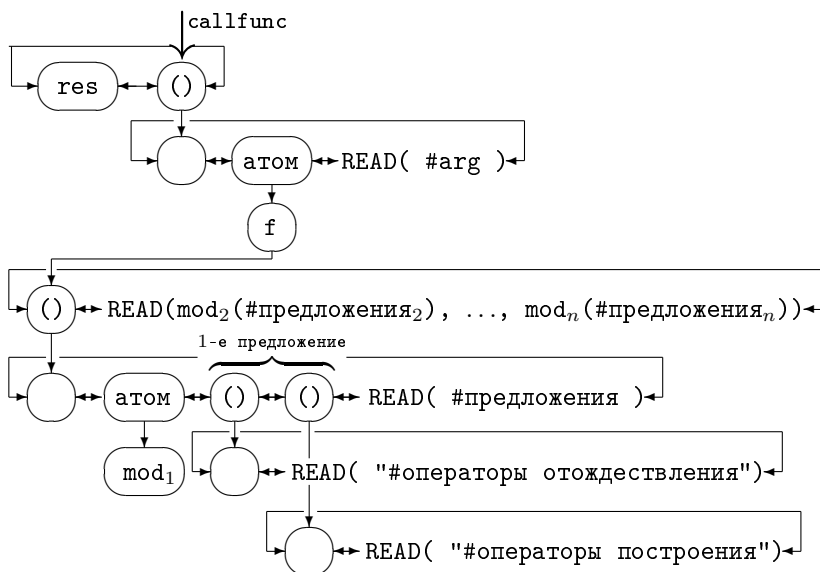 callfunc
res ()
атом READ( #arg )
f
() READ(mod₂(#предложения₂), ..., modₙ(#предложенияₙ))
1-е предложение
атом () () READ( #предложения )
mod₁ READ( "#операторы отождествления")
READ( "#операторы построения")